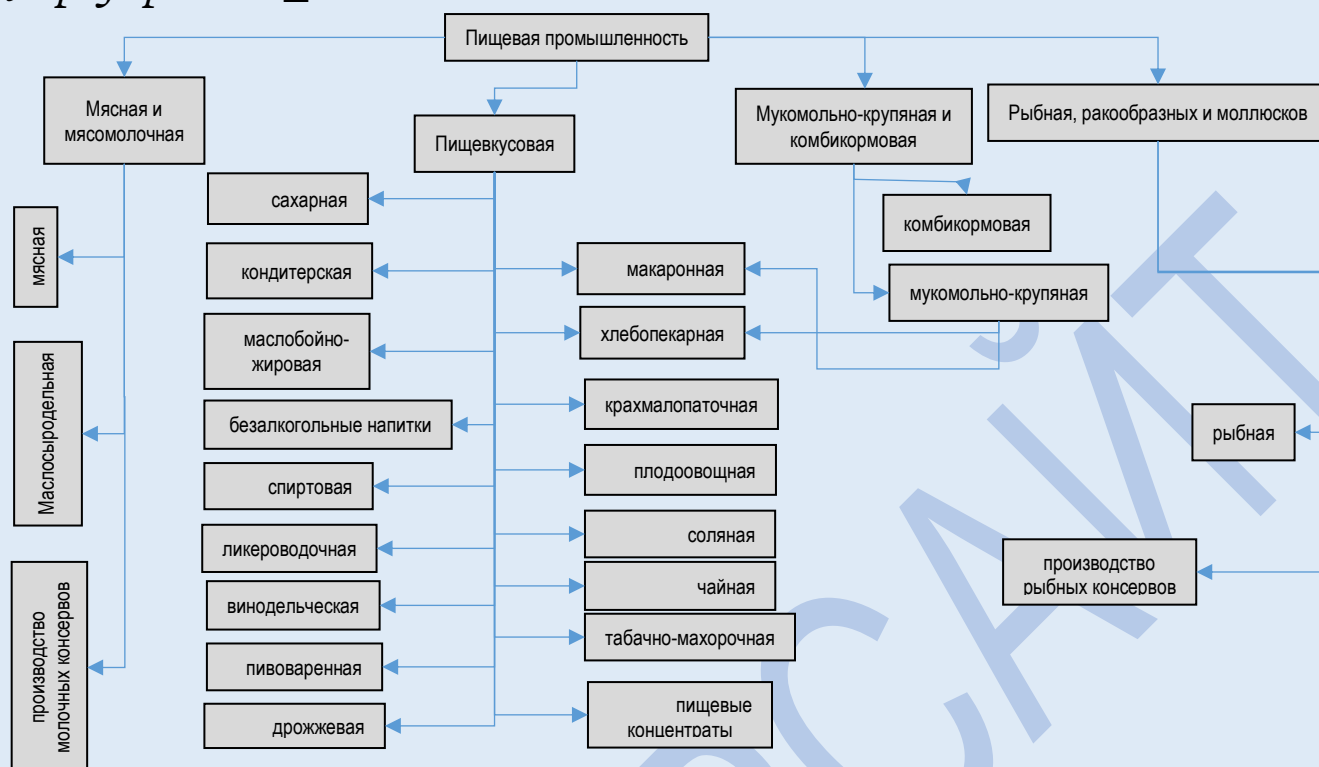 Пищевая промышленность
Мясная и
мясомолочная
Пищевкусовая
Мукомольно-крупяная и
комбикормовая
Рыбная, ракообразных и моллюсков
мясная
Маслосыродельная
производство
молочных консервов
сахарная
кондитерская
маслобойно-
жировая
безалкогольные напитки
спиртовая
ликероводочная
винодельческая
пивоваренная
дрожжевая
макаронная
хлебопекарная
крахмалопаточная
плодоовощная
соляная
чайная
табачно-махорочная
пищевые
концентраты
комбикормовая
мукомольно-крупяная
рыбная
производство
рыбных консервов